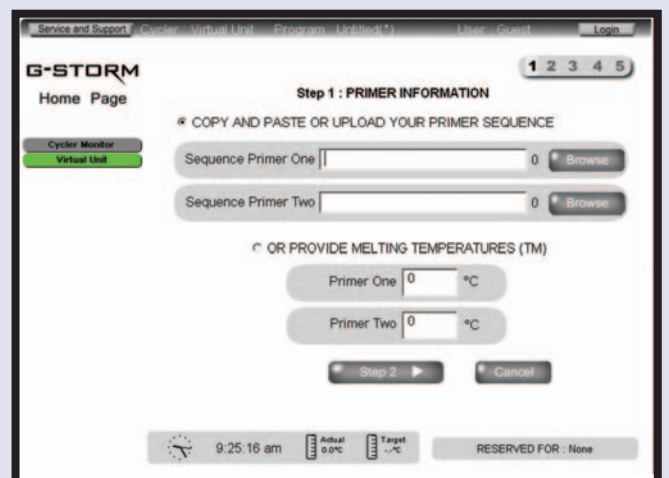 Service and Support Cycler : Virtual Unit Program : Untitled(*) User : Guest Login
G-STORM
1 2 3 4 5
Home Page
Step 1 : PRIMER INFORMATION
COPY AND PASTE OR UPLOAD YOUR PRIMER SEQUENCE
Cycler Monitor
Virtual Unit
Sequence Primer One 0 Browse
Sequence Primer Two 0 Browse
OR PROVIDE MELTING TEMPERATURES (TM)
Primer One 0 °C
Primer Two 0 °C
Step 2 Cancel
9:25:16 am Actual 0.0°C Target -.-°C RESERVED FOR : None